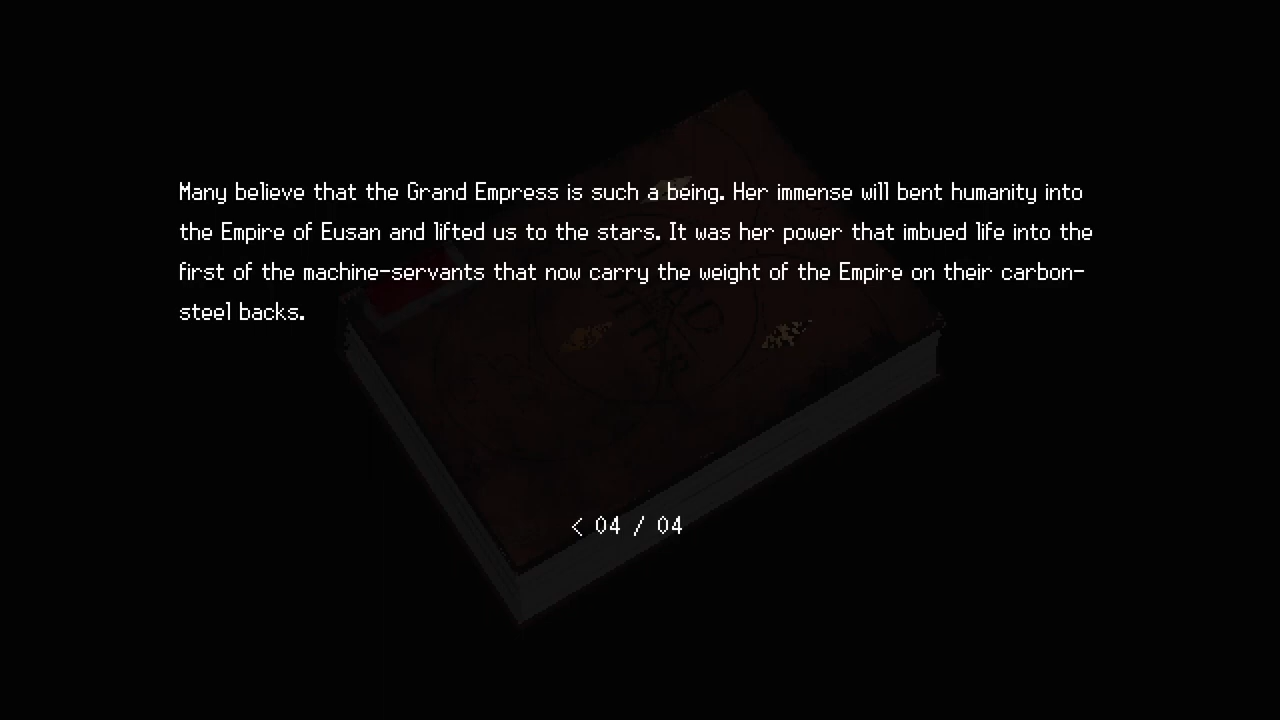 Many believe that the Grand Empress is such a being. Her immense will bent humanity into
the Empire of Eusan and lifted us to the stars. It was her power that imbued life into the
first of the machine-servants that now carry the weight of the Empire on their carbon-
steel backs.
< 04 / 04